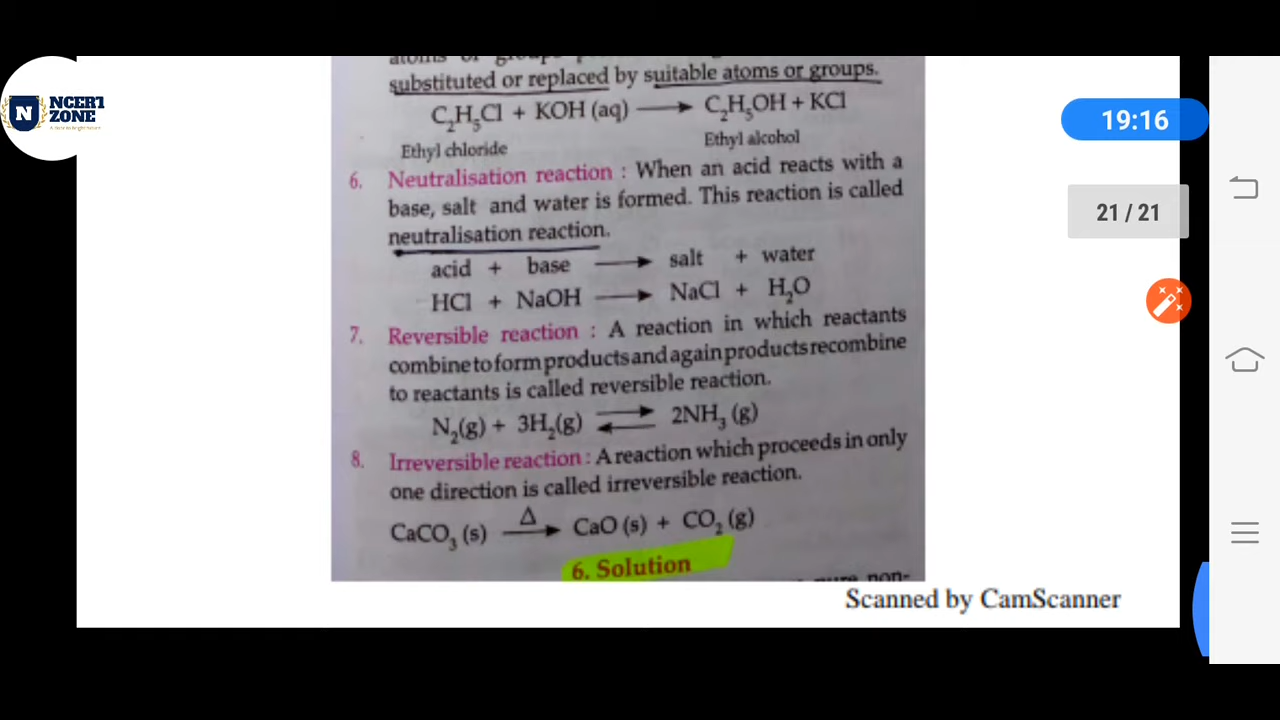 NCERT
ZONE
19:16
21 / 21
substituted or replaced by suitable atoms or groups.
C₂H₅Cl + KOH (aq) ⟶ C₂H₅OH + KCl
Ethyl chloride Ethyl alcohol
6. Neutralisation reaction : When an acid reacts with a
base, salt and water is formed. This reaction is called
neutralisation reaction.
acid + base ⟶ salt + water
HCl + NaOH ⟶ NaCl + H₂O
7. Reversible reaction : A reaction in which reactants
combine to form products and again products recombine
to reactants is called reversible reaction.
N₂(g) + 3H₂(g) ⇌ 2NH₃ (g)
8. Irreversible reaction : A reaction which proceeds in only
one direction is called irreversible reaction.
Δ
CaCO₃ (s) ⟶ CaO (s) + CO₂ (g)
6. Solution
Scanned by CamScanner